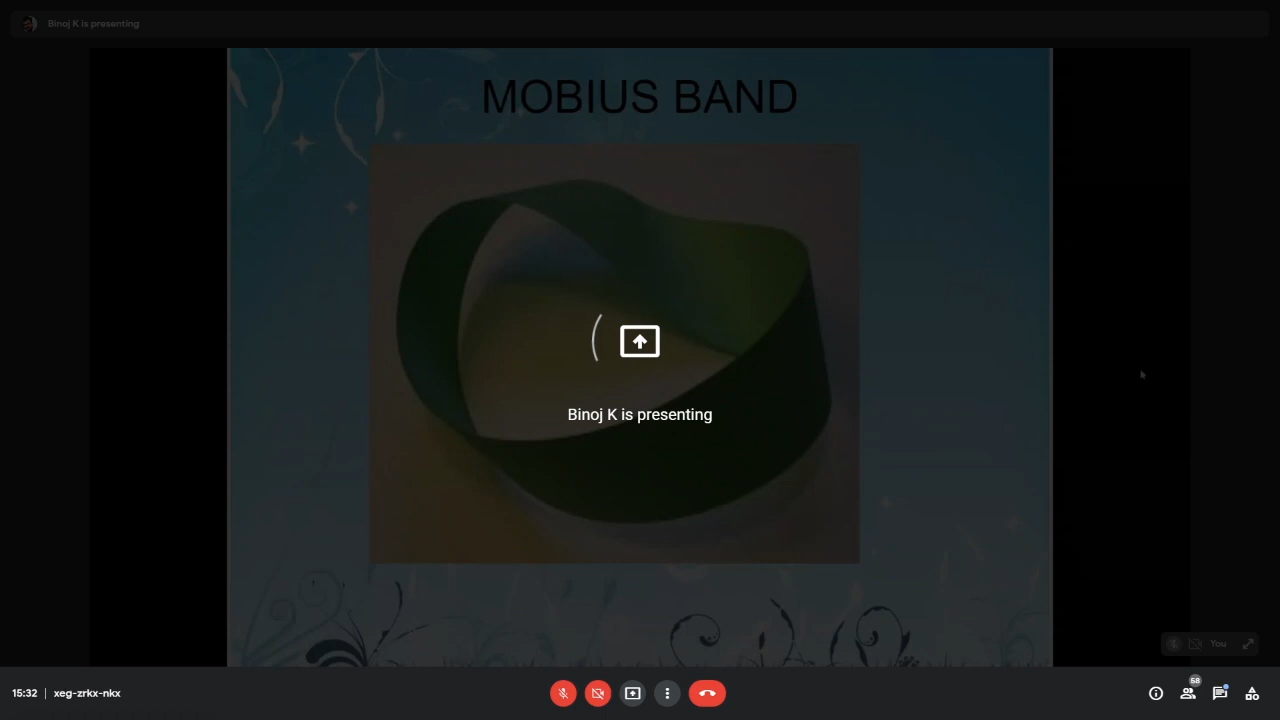 Binoj K is presenting
MOBIUS BAND
Binoj K is presenting
You
15:32 | xeg-zrkx-nkx
58